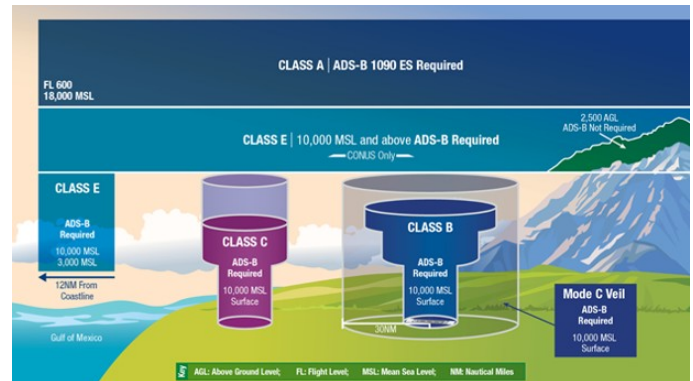 CLASS A | ADS-B 1090 ES Required
FL 600
18,000 MSL
2,500 AGL
ADS-B Not Required
CLASS E | 10,000 MSL and above ADS-B Required
CONUS Only
CLASS E
ADS-B
Required
10,000 MSL
3,000 MSL
12NM From
Coastline
Gulf of Mexico
CLASS C
ADS-B
Required
10,000 MSL
Surface
CLASS B
ADS-B
Required
10,000 MSL
Surface
30NM
Mode C Veil
ADS-B
Required
10,000 MSL
Surface
Key
AGL: Above Ground Level; FL: Flight Level; MSL: Mean Sea Level; NM: Nautical Miles